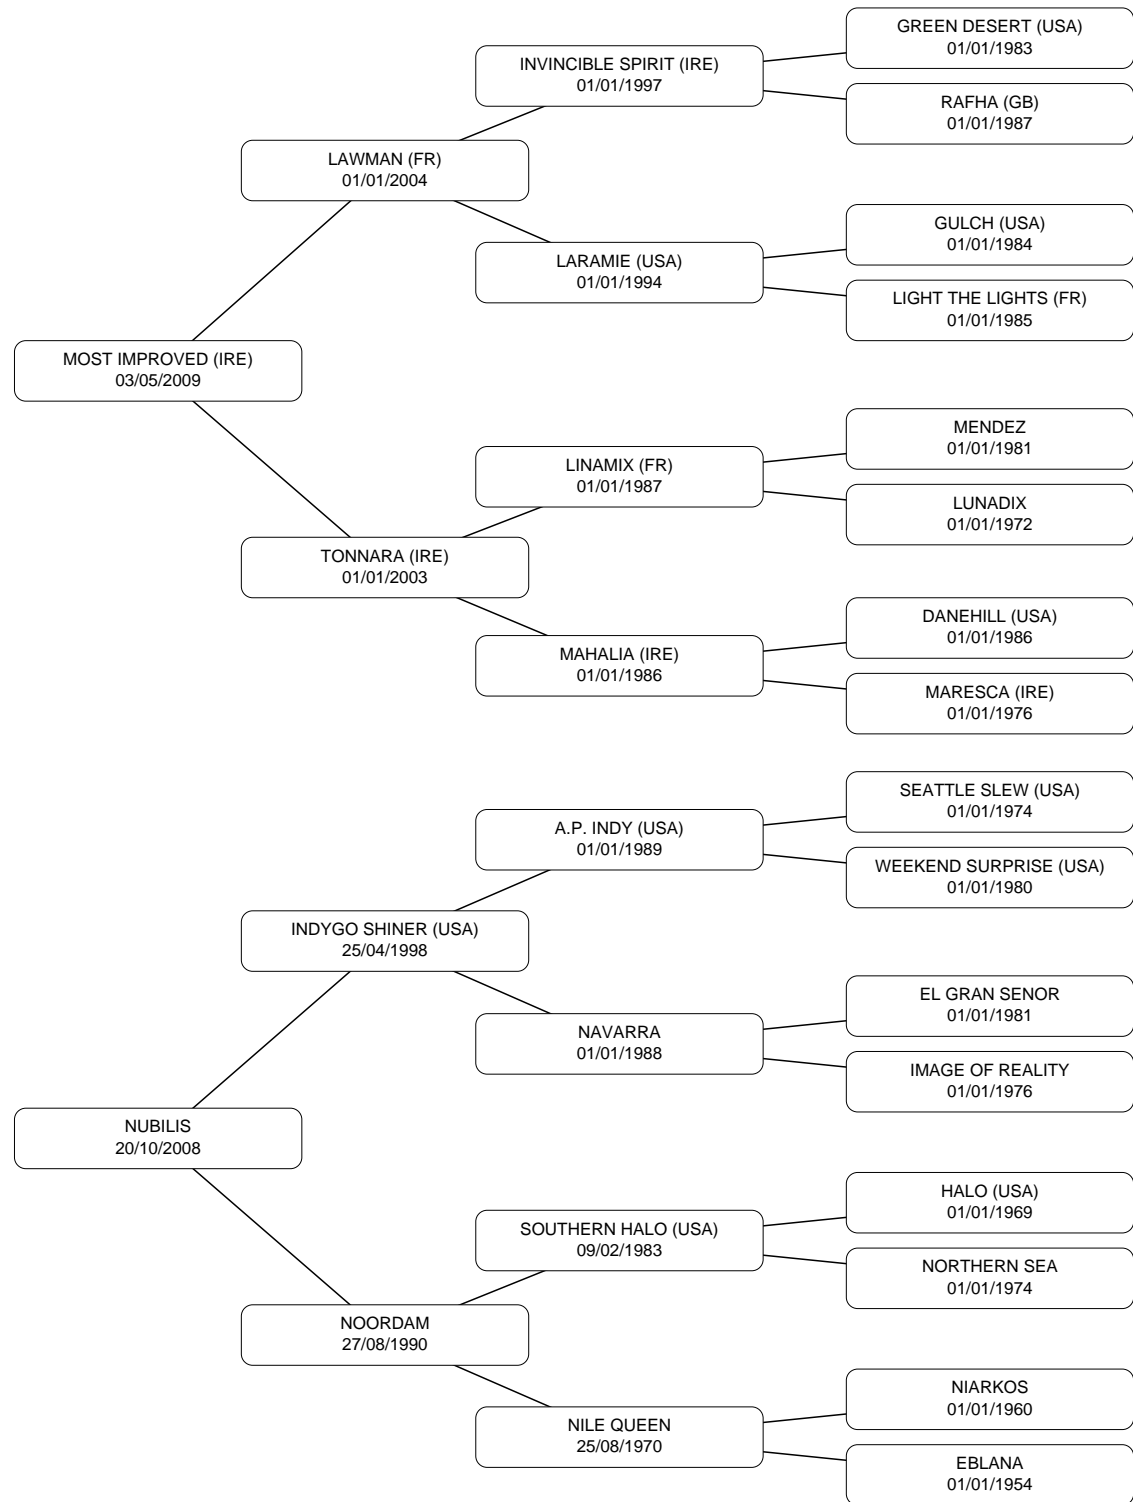 GREEN DESERT (USA)
01/01/1983
INVINCIBLE SPIRIT (IRE)
01/01/1997
RAFHA (GB)
01/01/1987
LAWMAN (FR)
01/01/2004
GULCH (USA)
01/01/1984
LARAMIE (USA)
01/01/1994
LIGHT THE LIGHTS (FR)
01/01/1985
MOST IMPROVED (IRE)
03/05/2009
MENDEZ
01/01/1981
LINAMIX (FR)
01/01/1987
LUNADIX
01/01/1972
TONNARA (IRE)
01/01/2003
DANEHILL (USA)
01/01/1986
MAHALIA (IRE)
01/01/1986
MARESCA (IRE)
01/01/1976
SEATTLE SLEW (USA)
01/01/1974
A.P. INDY (USA)
01/01/1989
WEEKEND SURPRISE (USA)
01/01/1980
INDYGO SHINER (USA)
25/04/1998
EL GRAN SENOR
01/01/1981
NAVARRA
01/01/1988
IMAGE OF REALITY
01/01/1976
NUBILIS
20/10/2008
HALO (USA)
01/01/1969
SOUTHERN HALO (USA)
09/02/1983
NORTHERN SEA
01/01/1974
NOORDAM
27/08/1990
NIARKOS
01/01/1960
NILE QUEEN
25/08/1970
EBLANA
01/01/1954